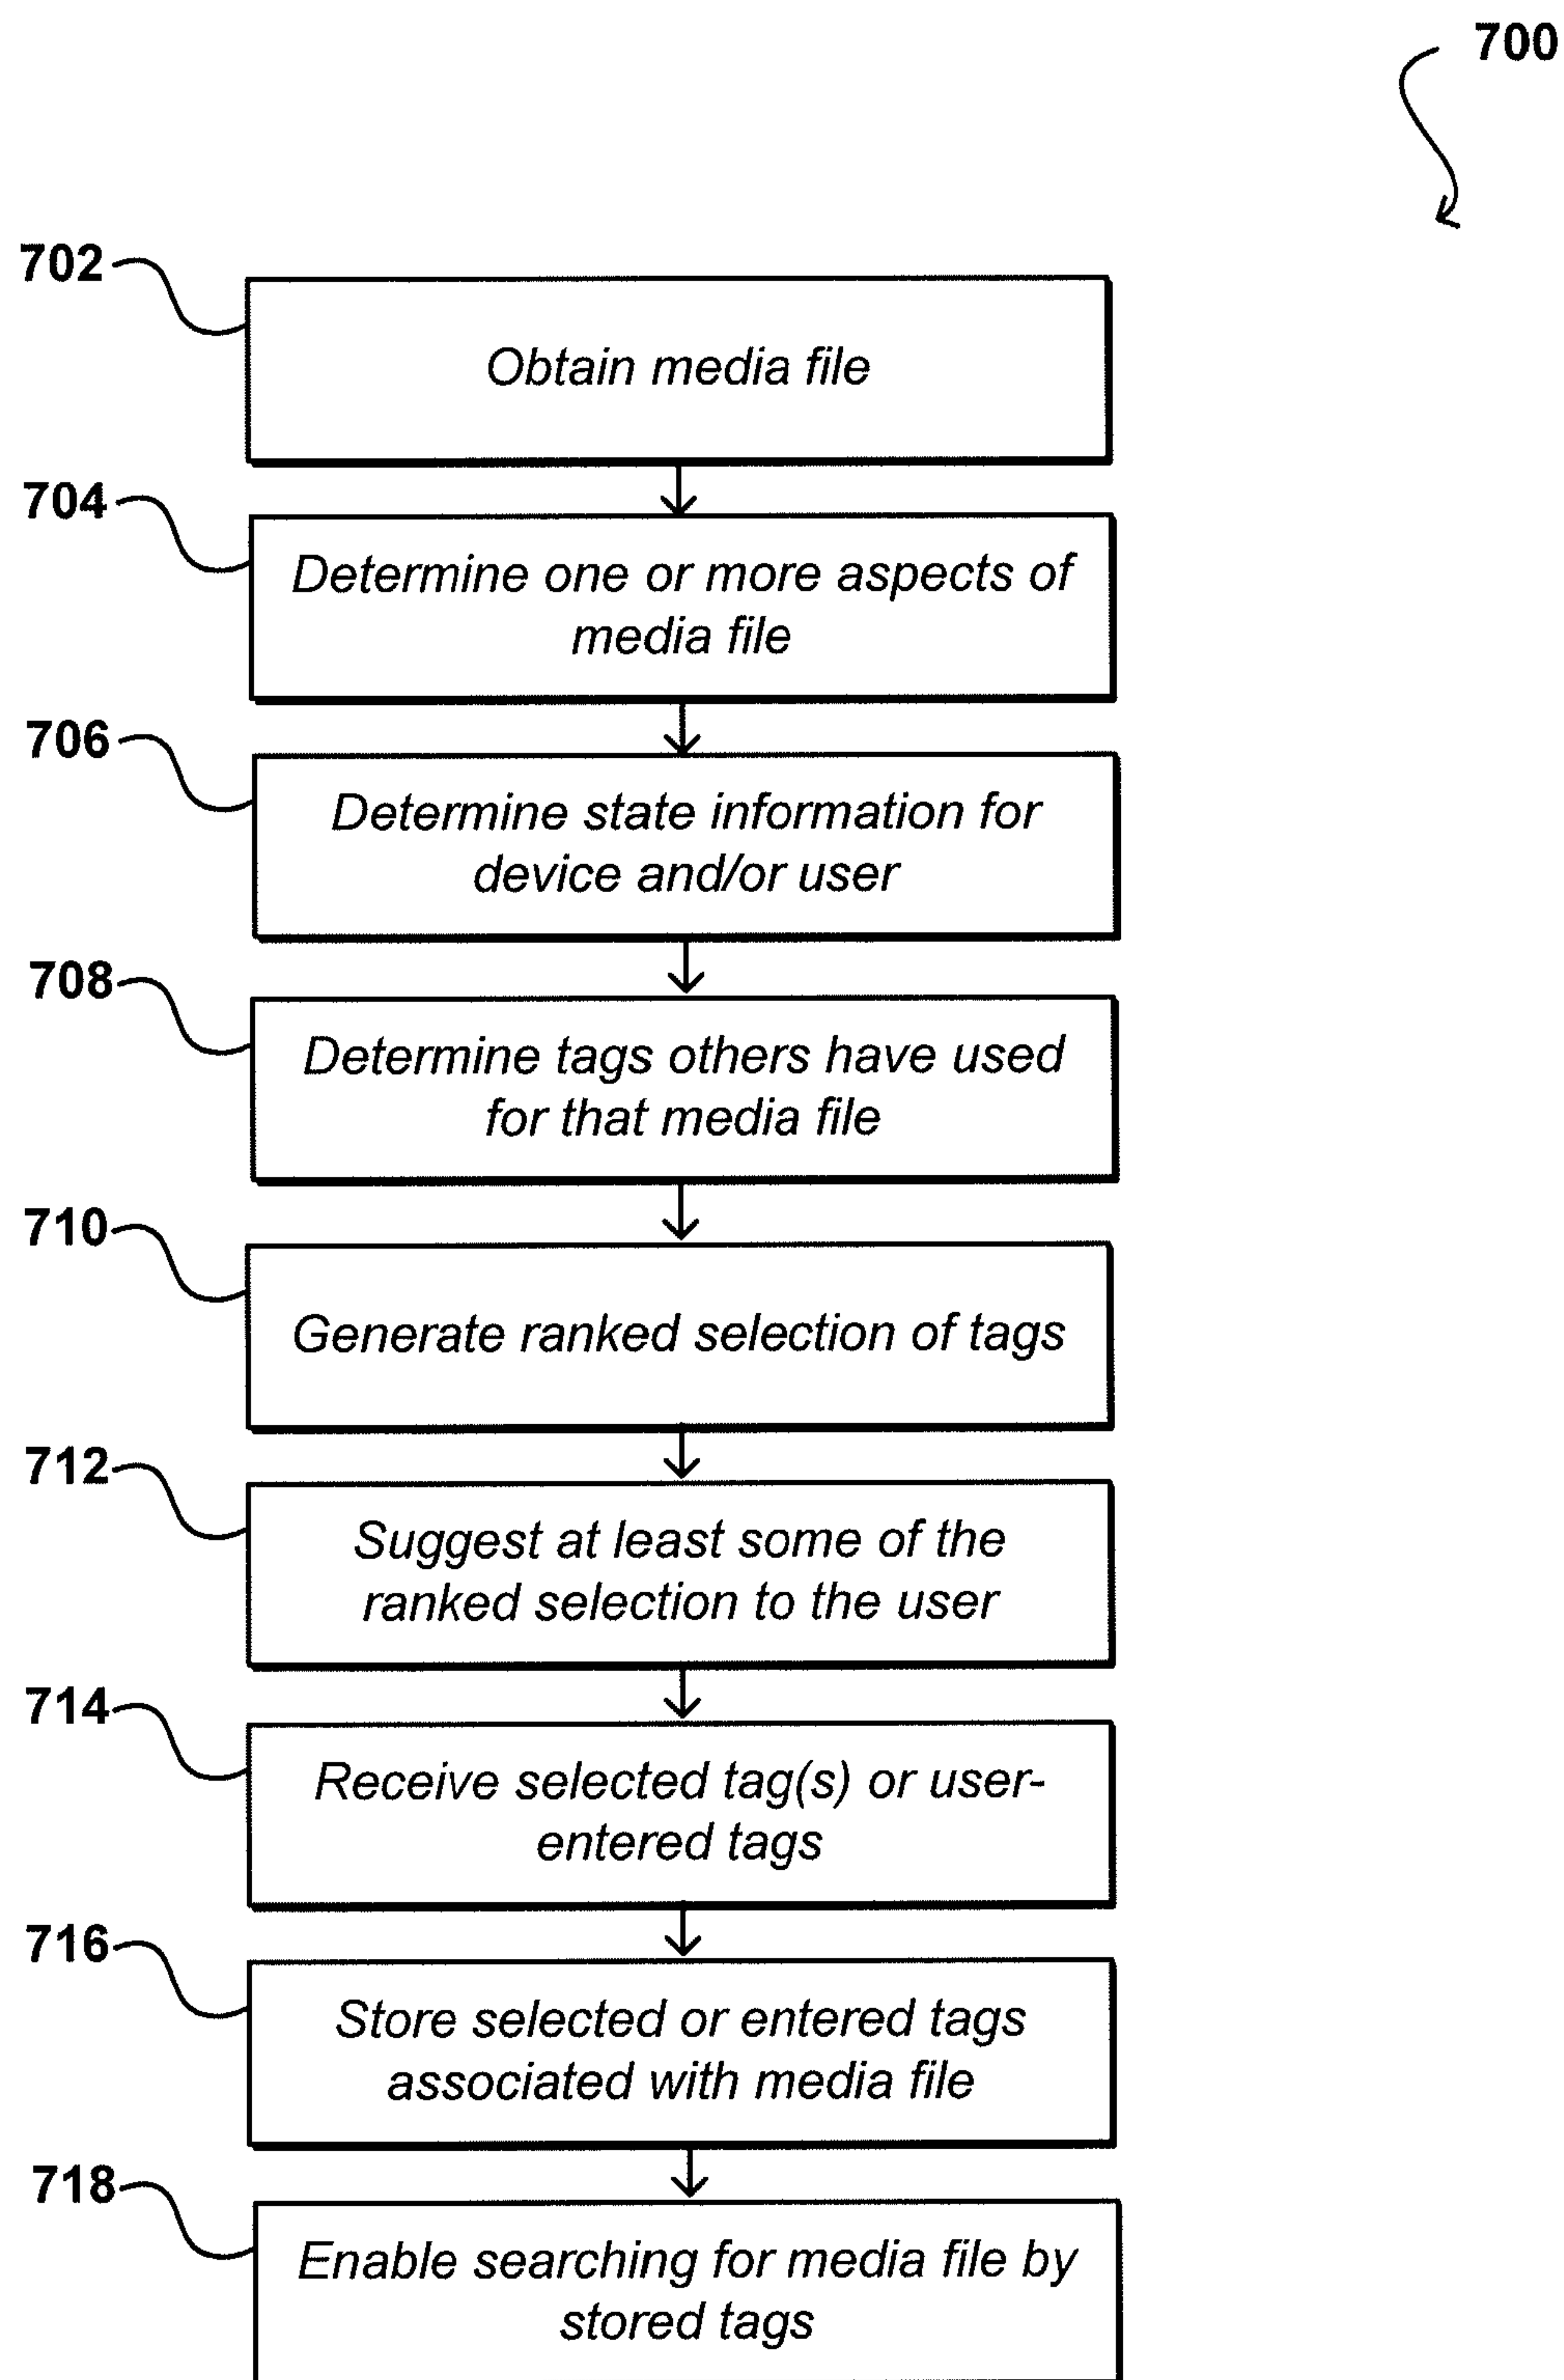 700
702
Obtain media file
704
Determine one or more aspects of
media file
706
Determine state information for
device and/or user
708
Determine tags others have used
for that media file
710
Generate ranked selection of tags
712
Suggest at least some of the
ranked selection to the user
714
Receive selected tag(s) or user-
entered tags
716
Store selected or entered tags
associated with media file
718
Enable searching for media file by
stored tags